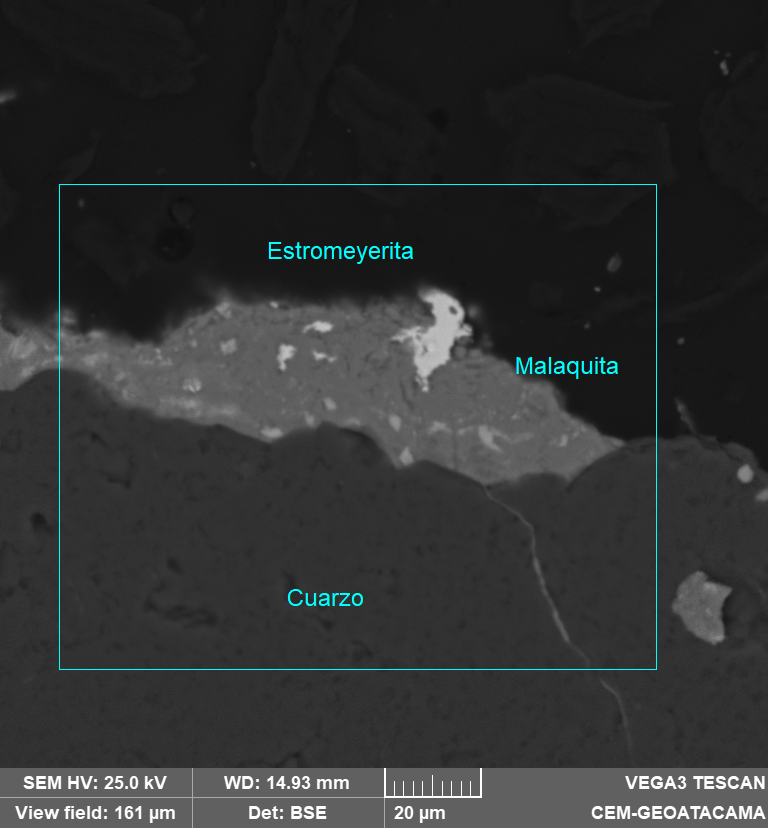 Estromeyerita
Malaquita
Cuarzo
SEM HV: 25.0 kV WD: 14.93 mm VEGA3 TESCAN
View field: 161 µm Det: BSE 20 µm CEM-GEOATACAMA